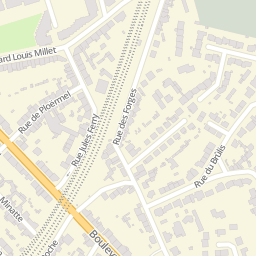 ard Louis Millet
Rue de Ploërmel
Rue Jules Ferry
Rue des Forges
Rue du Brûlis
Minatte
oche
Boulev